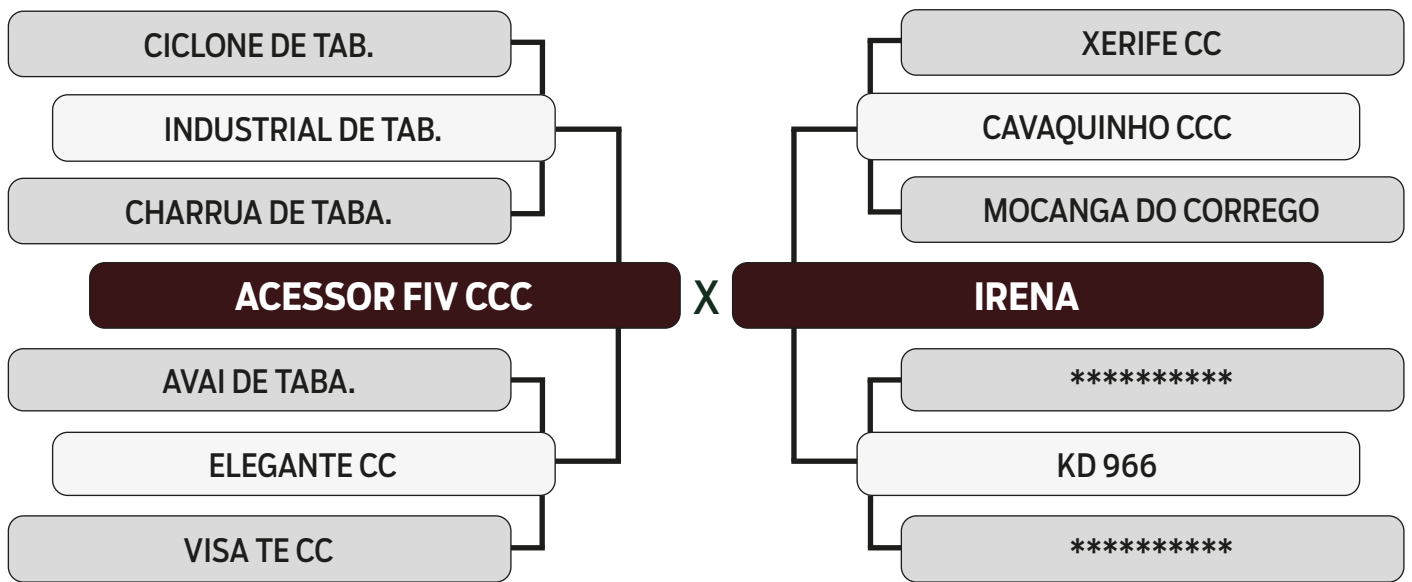 CICLONE DE TAB.
INDUSTRIAL DE TAB.
CHARRUA DE TABA.
ACESSOR FIV CCC
AVAI DE TABA.
ELEGANTE CC
VISA TE CC
X
XERIFE CC
CAVAQUINHO CCC
MOCANGA DO CORREGO
IRENA
**********
KD 966
**********